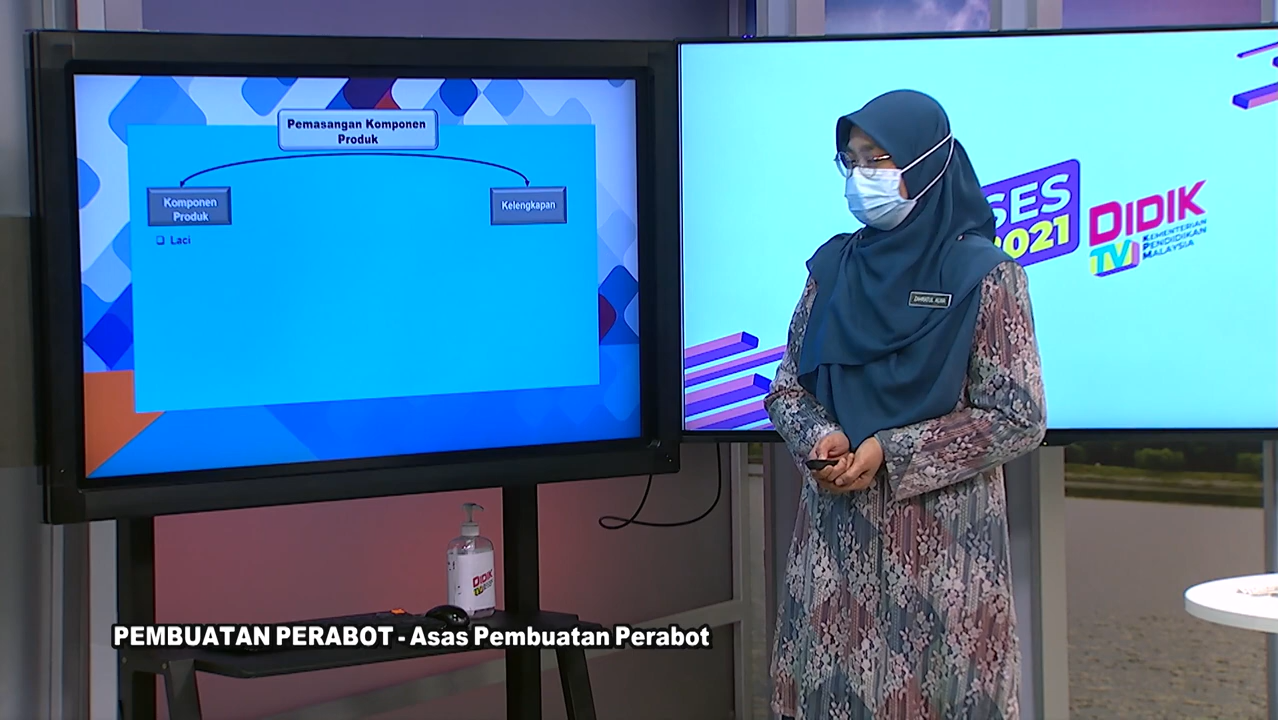 Pemasangan Komponen
Produk
Komponen
Produk
Kelengkapan
❑ Laci
SES
2021
DIDIK
TV
KEMENTERIAN
PENDIDIKAN
MALAYSIA
DIDIK
TV
PEMBUATAN PERABOT - Asas Pembuatan Perabot